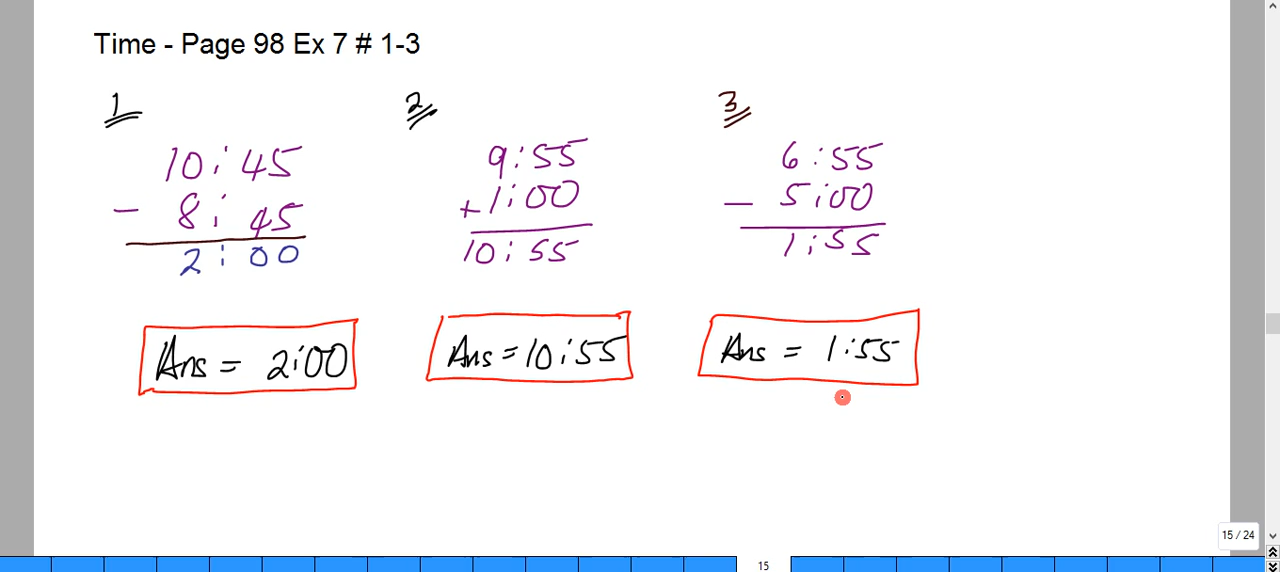 Time - Page 98 Ex 7 # 1-3
1
10:45
- 8:45
2:00
Ans = 2:00
2
9:55
+1:00
10:55
Ans = 10:55
3
6:55
- 5:00
1:55
Ans = 1:55
15 / 24
15